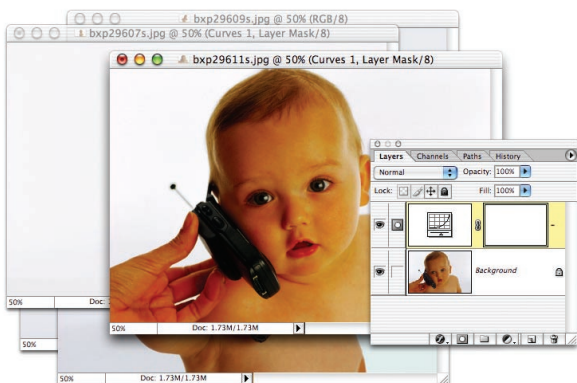 bxp29609s.jpg @ 50% (RGB/8)
bxp29607s.jpg @ 50% (Curves 1, Layer Mask/8)
bxp29611s.jpg @ 50% (Curves 1, Layer Mask/8)
Layers Channels Paths History
Normal Opacity: 100%
Lock: Fill: 100%
Background
50% Doc:
50% Doc: 1.73M/1.73M
50%
50% Doc: 1.73M/1.73M